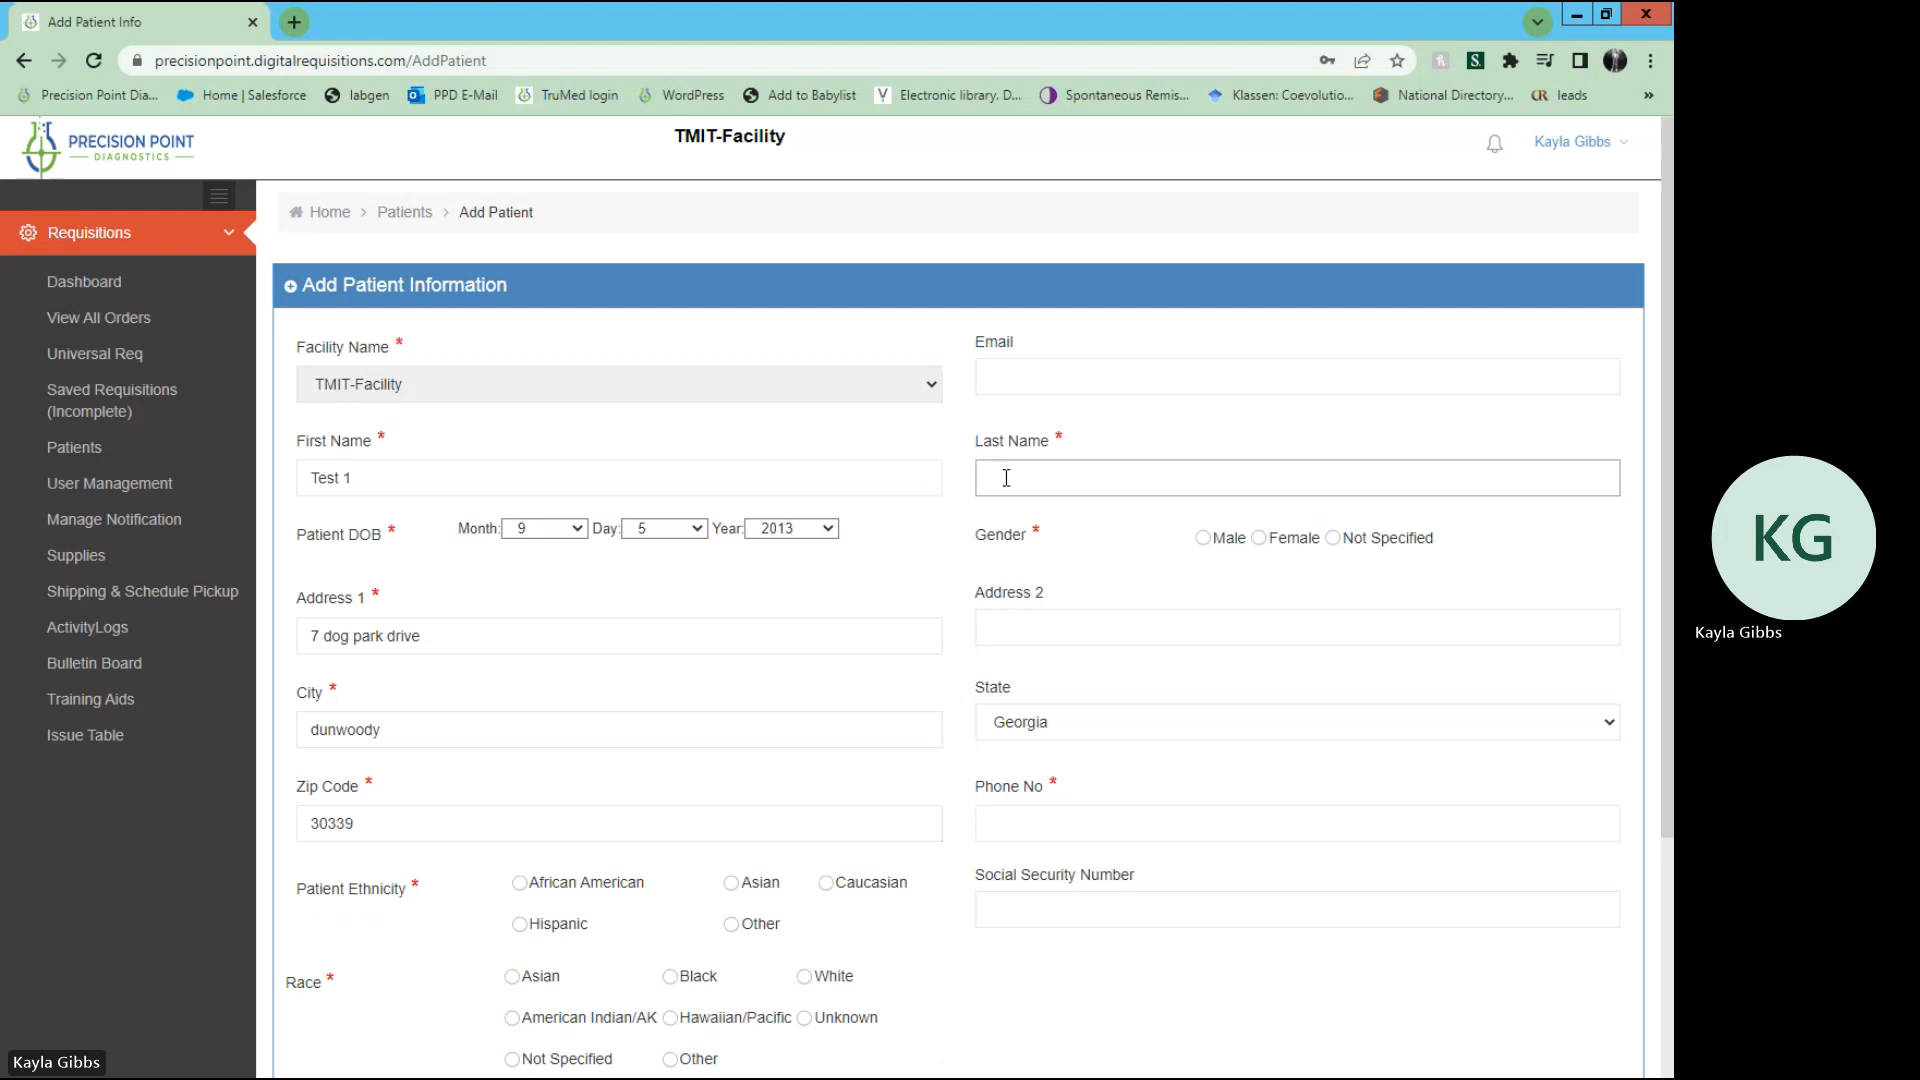 Add Patient Info
precisionpoint.digitalrequisitions.com/AddPatient
Precision Point Dia...
Home | Salesforce
labgen
PPD E-Mail
TruMed login
WordPress
Add to Babylist
Electronic library. D...
Spontaneous Remis...
Klassen: Coevolutio...
National Directory...
leads
PRECISION POINT
DIAGNOSTICS
TMIT-Facility
Kayla Gibbs
Requisitions
Dashboard
View All Orders
Universal Req
Saved Requisitions
(Incomplete)
Patients
User Management
Manage Notification
Supplies
Shipping & Schedule Pickup
ActivityLogs
Bulletin Board
Training Aids
Issue Table
Home > Patients > Add Patient
Add Patient Information
Facility Name *
TMIT-Facility
Email
First Name *
Test 1
Last Name *
Patient DOB * Month: 9 Day: 5 Year: 2013
Gender * Male Female Not Specified
Address 1 *
7 dog park drive
Address 2
City *
dunwoody
State
Georgia
Zip Code *
30339
Phone No *
Patient Ethnicity * African American Asian Caucasian
Hispanic Other
Social Security Number
Race * Asian Black White
American Indian/AK Hawaiian/Pacific Unknown
Not Specified Other
KG
Kayla Gibbs
Kayla Gibbs